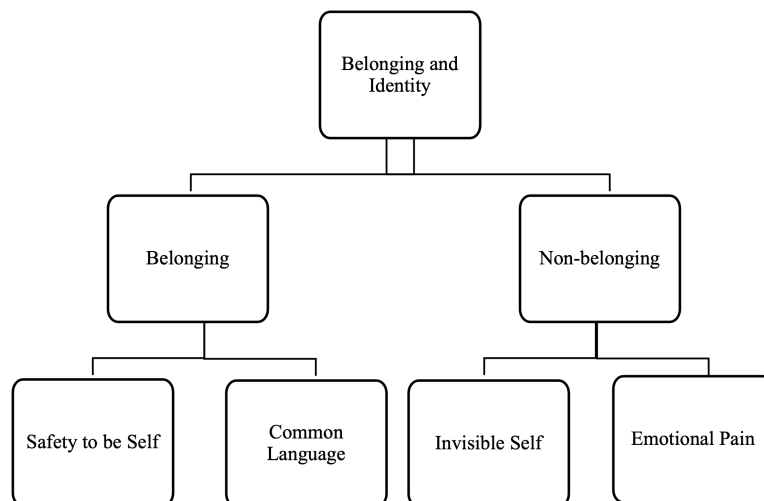 Belonging and
Identity
Belonging
Non-belonging
Safety to be Self
Common
Language
Invisible Self
Emotional Pain